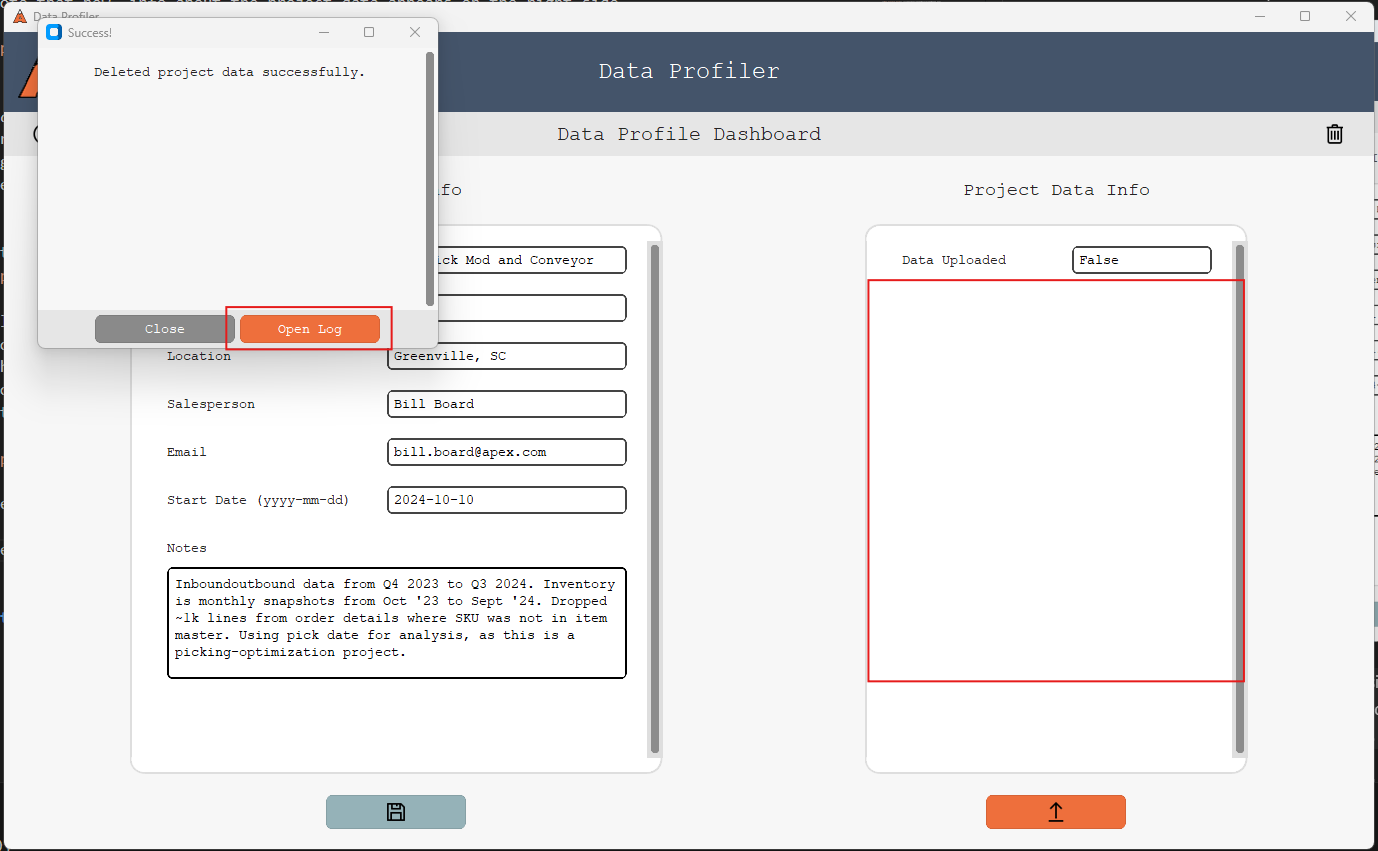 Data Profiler
Success!
Deleted project data successfully.
Close
Open Log
Data Profiler
Data Profile Dashboard
Project Data Info
Data Uploaded
False
ick Mod and Conveyor
Location
Greenville, SC
Salesperson
Bill Board
Email
bill.board@apex.com
Start Date (yyyy-mm-dd)
2024-10-10
Notes
Inboundoutbound data from Q4 2023 to Q3 2024. Inventory
is monthly snapshots from Oct '23 to Sept '24. Dropped
~1k lines from order details where SKU was not in item
master. Using pick date for analysis, as this is a
picking-optimization project.